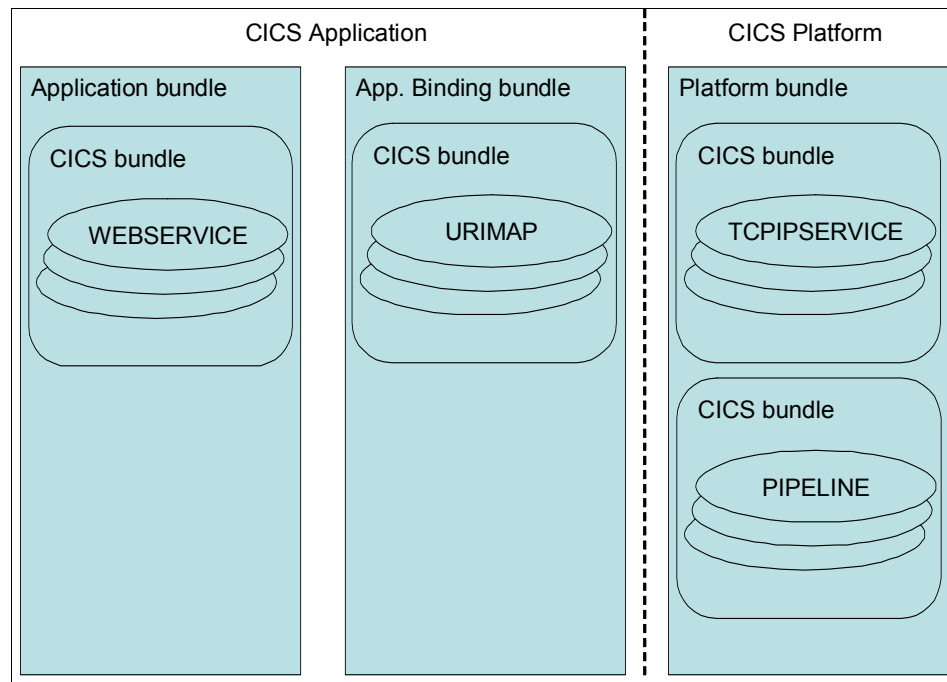 CICS Application
CICS Platform
Application bundle
CICS bundle
WEBSERVICE
App. Binding bundle
CICS bundle
URIMAP
Platform bundle
CICS bundle
TCPIPSERVICE
CICS bundle
PIPELINE